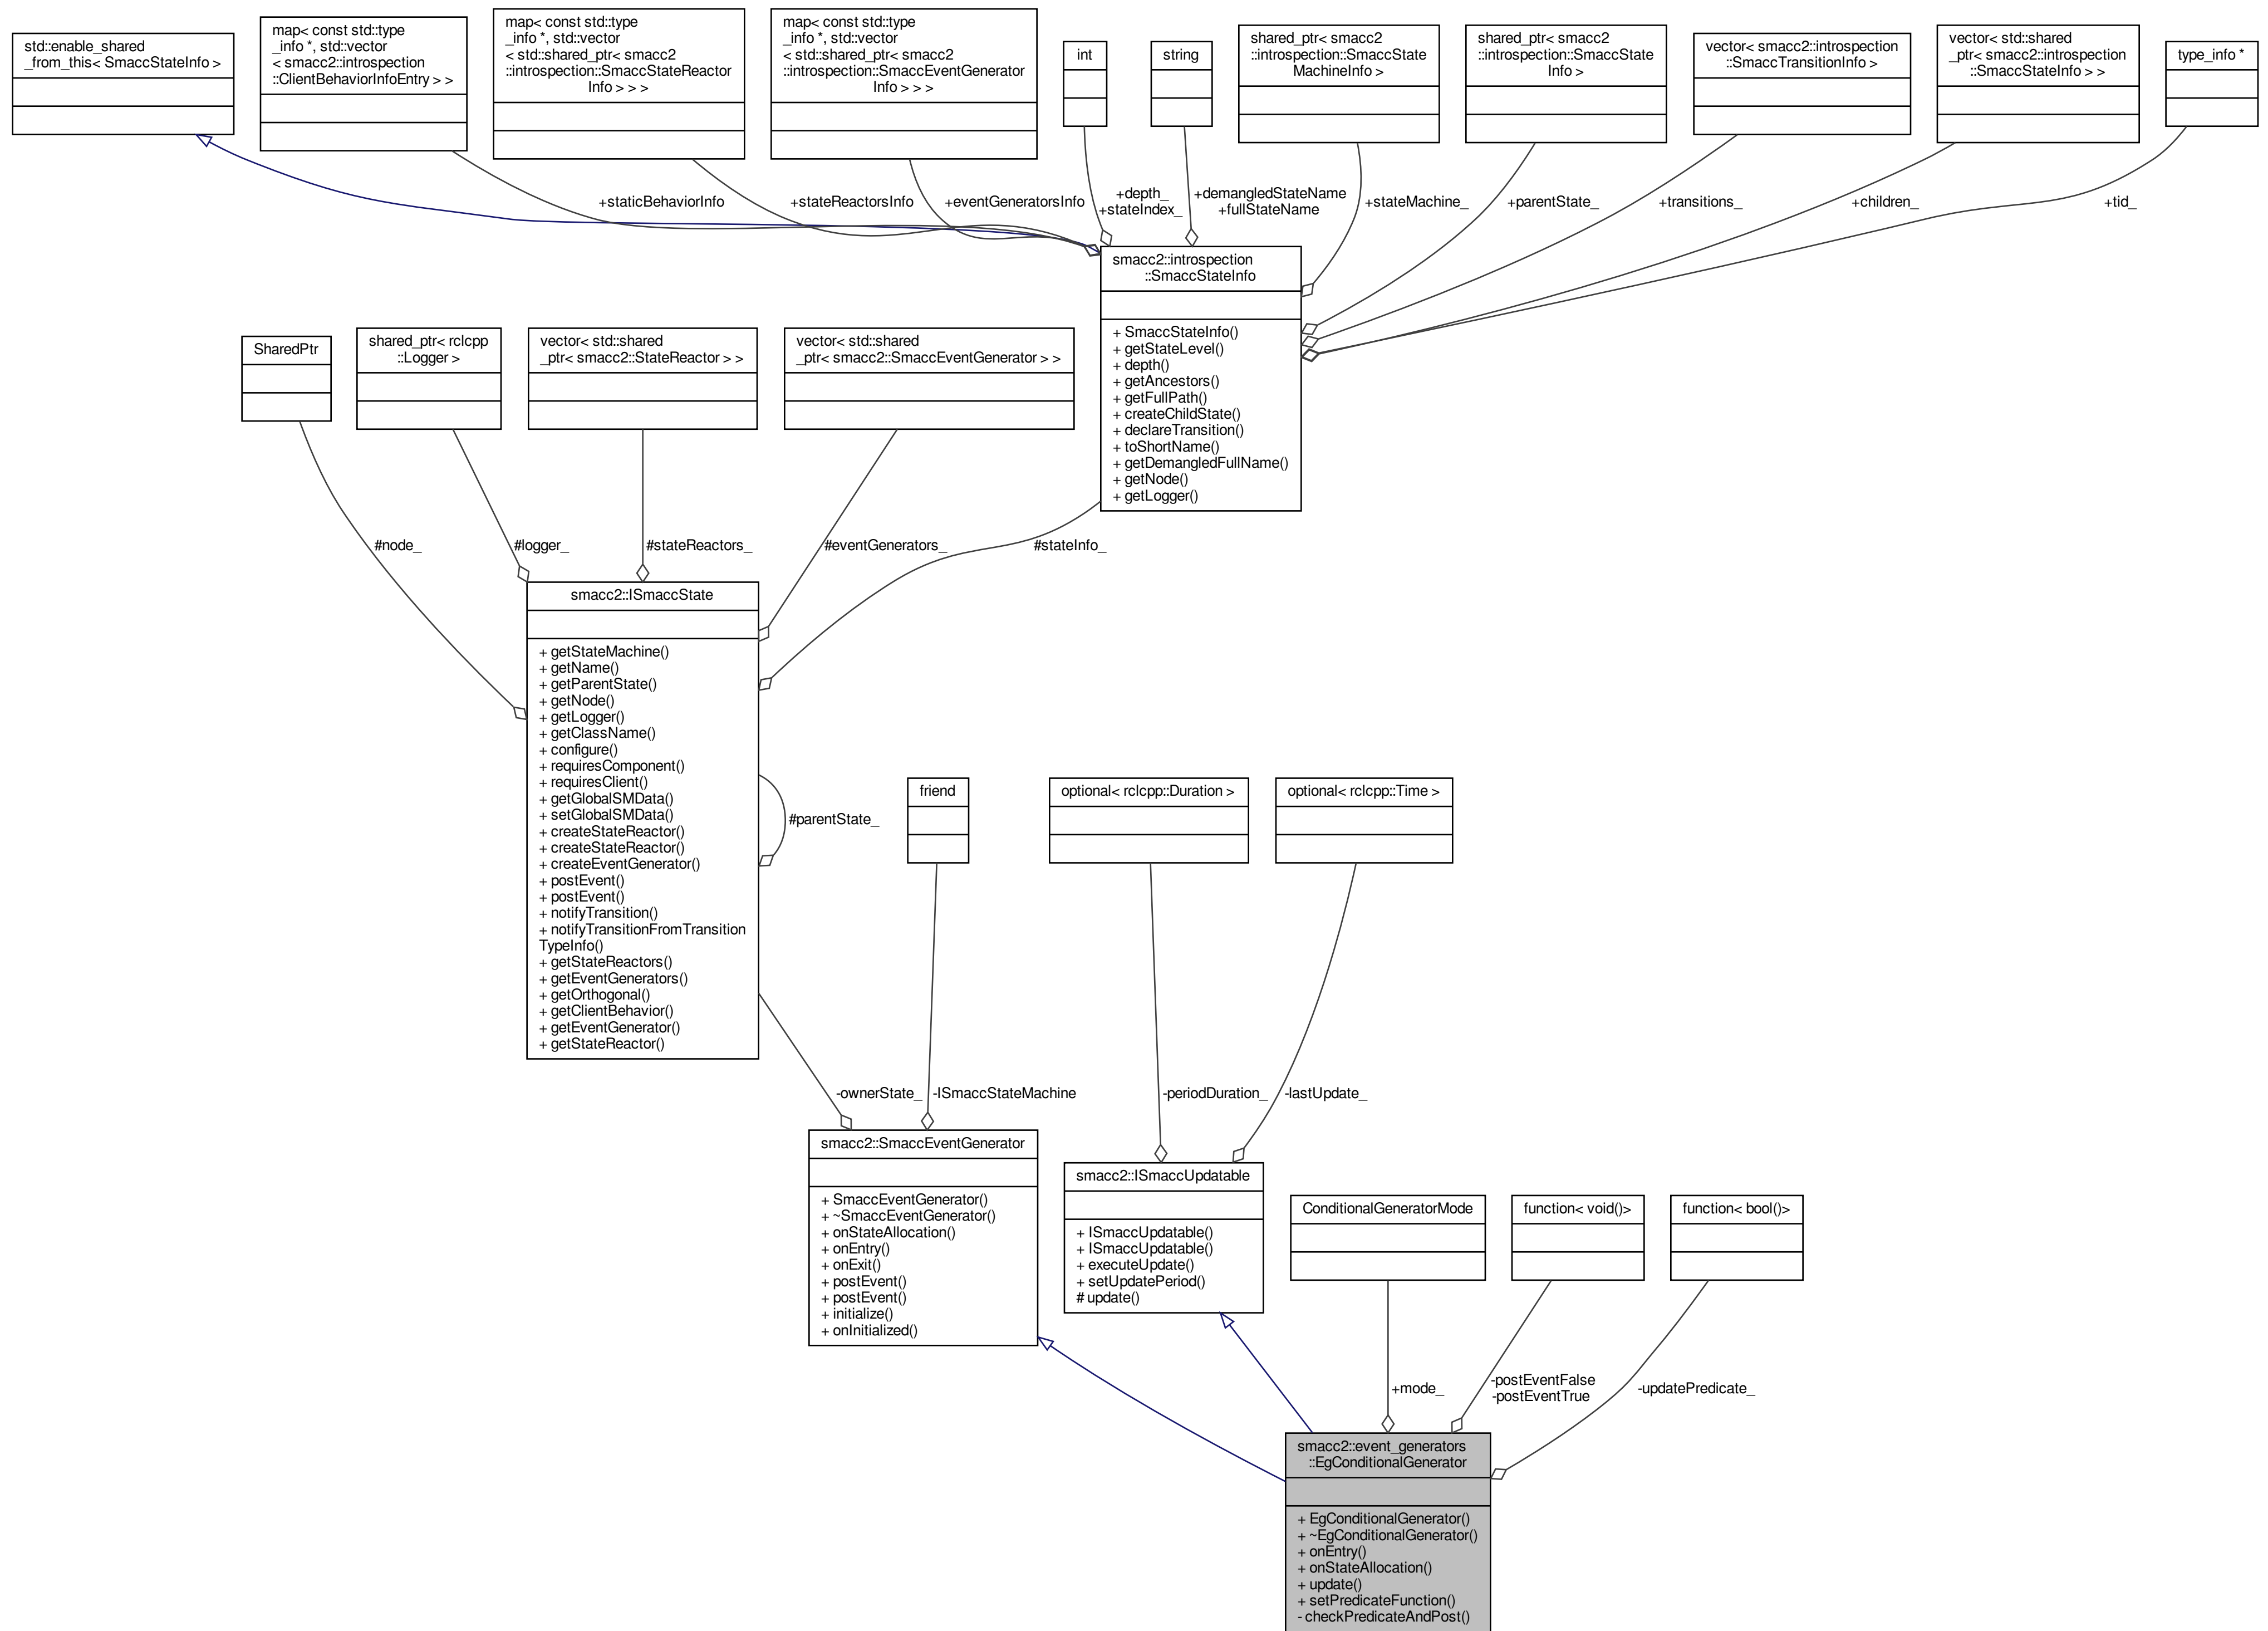 std::enable_shared
_from_this< SmaccStateInfo >
map< const std::type
_info *, std::vector
< smacc2::introspection
::ClientBehaviorInfoEntry > >
map< const std::type
_info *, std::vector
< std::shared_ptr< smacc2
::introspection::SmaccStateReactor
Info > > >
map< const std::type
_info *, std::vector
< std::shared_ptr< smacc2
::introspection::SmaccEventGenerator
Info > > >
int
string
shared_ptr< smacc2
::introspection::SmaccState
MachineInfo >
shared_ptr< smacc2
::introspection::SmaccState
Info >
vector< smacc2::introspection
::SmaccTransitionInfo >
vector< std::shared
_ptr< smacc2::introspection
::SmaccStateInfo > >
type_info *
+staticBehaviorInfo
+stateReactorsInfo
+eventGeneratorsInfo
+depth_
+stateIndex_
+demangledStateName
+fullStateName
+stateMachine_
+parentState_
+transitions_
+children_
+tid_
smacc2::introspection
::SmaccStateInfo
+ SmaccStateInfo()
+ getStateLevel()
+ depth()
+ getAncestors()
+ getFullPath()
+ createChildState()
+ declareTransition()
+ toShortName()
+ getDemangledFullName()
+ getNode()
+ getLogger()
SharedPtr
shared_ptr< rclcpp
::Logger >
vector< std::shared
_ptr< smacc2::StateReactor > >
vector< std::shared
_ptr< smacc2::SmaccEventGenerator > >
#node_
#logger_
#stateReactors_
#eventGenerators_
#stateInfo_
smacc2::ISmaccState
+ getStateMachine()
+ getName()
+ getParentState()
+ getNode()
+ getLogger()
+ getClassName()
+ configure()
+ requiresComponent()
+ requiresClient()
+ getGlobalSMData()
+ setGlobalSMData()
+ createStateReactor()
+ createStateReactor()
+ createEventGenerator()
+ postEvent()
+ postEvent()
+ notifyTransition()
+ notifyTransitionFromTransition
TypeInfo()
+ getStateReactors()
+ getEventGenerators()
+ getOrthogonal()
+ getClientBehavior()
+ getEventGenerator()
+ getStateReactor()
#parentState_
friend
optional< rclcpp::Duration >
optional< rclcpp::Time >
-ownerState_
-ISmaccStateMachine
-periodDuration_
-lastUpdate_
smacc2::SmaccEventGenerator
+ SmaccEventGenerator()
+ ~SmaccEventGenerator()
+ onStateAllocation()
+ onEntry()
+ onExit()
+ postEvent()
+ postEvent()
+ initialize()
+ onInitialized()
smacc2::ISmaccUpdatable
+ ISmaccUpdatable()
+ ISmaccUpdatable()
+ executeUpdate()
+ setUpdatePeriod()
# update()
ConditionalGeneratorMode
function< void()>
function< bool()>
+mode_
-postEventFalse
-postEventTrue
-updatePredicate_
smacc2::event_generators
::EgConditionalGenerator
+ EgConditionalGenerator()
+ ~EgConditionalGenerator()
+ onEntry()
+ onStateAllocation()
+ update()
+ setPredicateFunction()
- checkPredicateAndPost()